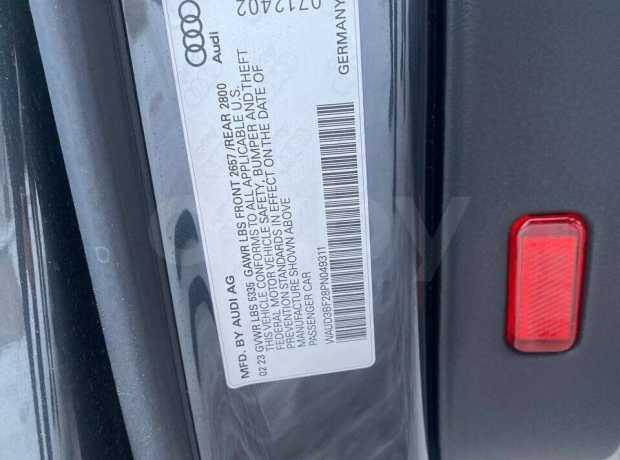 Audi
0712402
GERMANY
MFD. BY AUDI AG
02 23 GVWR LBS 5335 GAWR LBS FRONT 2657/REAR 2800
THIS VEHICLE CONFORMS TO ALL APPLICABLE U.S.
FEDERAL MOTOR VEHICLE SAFETY, BUMPER AND THEFT
PREVENTION STANDARDS IN EFFECT ON THE DATE OF
MANUFACTURE SHOWN ABOVE
PASSENGER CAR
WAUD3BF28PN049311